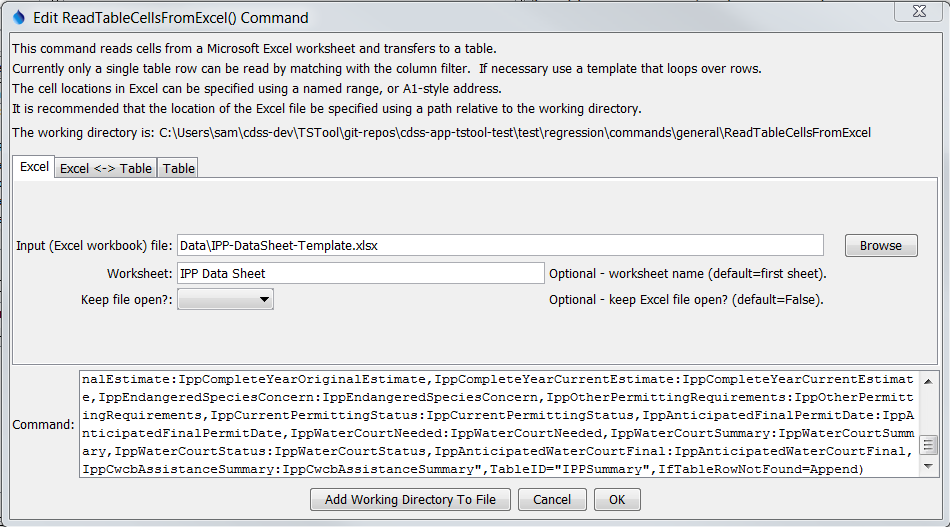 Edit ReadTableCellsFromExcel() Command
This command reads cells from a Microsoft Excel worksheet and transfers to a table.
Currently only a single table row can be read by matching with the column filter.  If necessary use a template that loops over rows.
The cell locations in Excel can be specified using a named range, or A1-style address.
It is recommended that the location of the Excel file be specified using a path relative to the working directory.
The working directory is: C:\Users\sam\cdss-dev\TSTool\git-repos\cdss-app-tstool-test\test\regression\commands\general\ReadTableCellsFromExcel
Excel Excel <-> Table Table
Input (Excel workbook) file: Data\IPP-DataSheet-Template.xlsx Browse
Worksheet: IPP Data Sheet Optional - worksheet name (default=first sheet).
Keep file open?: Optional - keep Excel file open? (default=False).
Command:
nalEstimate:IppCompleteYearOriginalEstimate,IppCompleteYearCurrentEstimate:IppCompleteYearCurrentEstimat
e,IppEndangeredSpeciesConcern:IppEndangeredSpeciesConcern,IppOtherPermittingRequirements:IppOtherPermitt
ingRequirements,IppCurrentPermittingStatus:IppCurrentPermittingStatus,IppAnticipatedFinalPermitDate:IppA
nticipatedFinalPermitDate,IppWaterCourtNeeded:IppWaterCourtNeeded,IppWaterCourtSummary:IppWaterCourtSumm
ary,IppWaterCourtStatus:IppWaterCourtStatus,IppAnticipatedWaterCourtFinal:IppAnticipatedWaterCourtFinal,
IppCwcbAssistanceSummary:IppCwcbAssistanceSummary",TableID="IPPSummary",IfTableRowNotFound=Append)
Add Working Directory To File Cancel OK